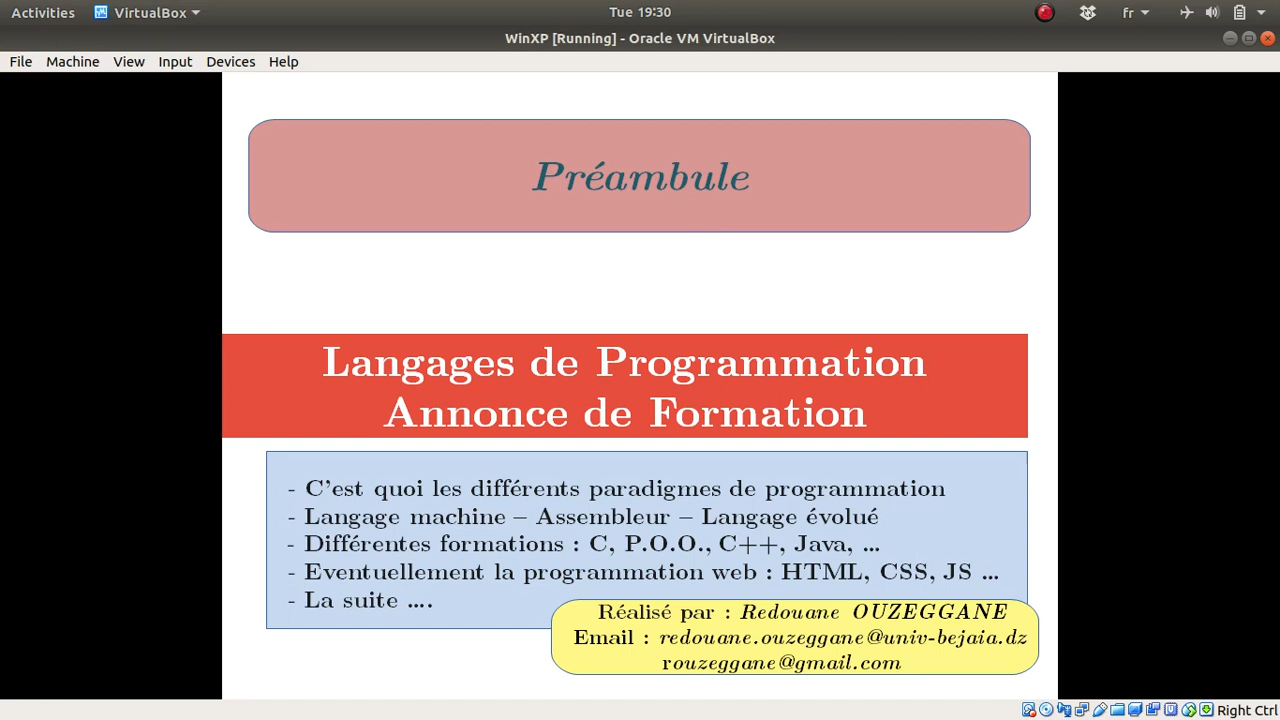 Activities VirtualBox Tue 19:30 fr
WinXP [Running] - Oracle VM VirtualBox
File Machine View Input Devices Help
Préambule
Langages de Programmation
Annonce de Formation
- C'est quoi les différents paradigmes de programmation
- Langage machine – Assembleur – Langage évolué
- Différentes formations : C, P.O.O., C++, Java, …
- Eventuellement la programmation web : HTML, CSS, JS …
- La suite ….
Réalisé par : Redouane OUZEGGANE
Email : redouane.ouzeggane@univ-bejaia.dz
rouzeggane@gmail.com
Right Ctrl